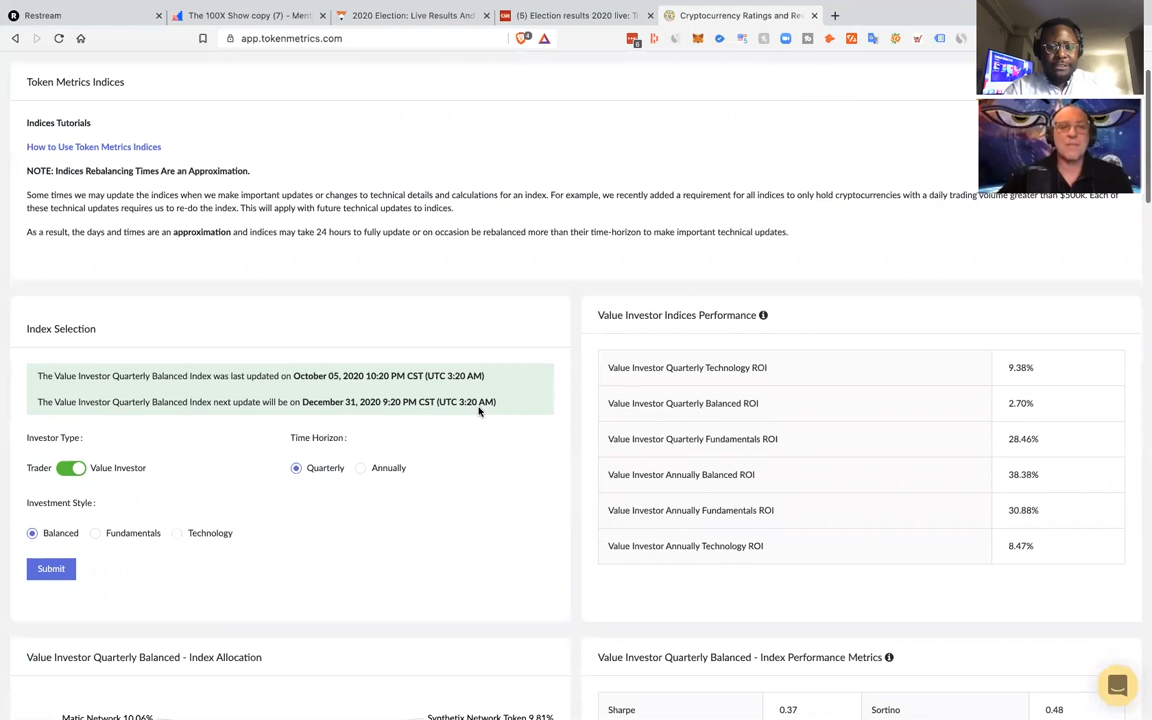 Restream
The 100X Show copy (7) - Ment
2020 Election: Live Results And
(5) Election results 2020 live: T
Cryptocurrency Ratings and Re
app.tokenmetrics.com
Token Metrics Indices
Indices Tutorials
How to Use Token Metrics Indices
NOTE: Indices Rebalancing Times Are an Approximation.
Some times we may update the indices when we make important updates or changes to technical details and calculations for an index. For example, we recently added a requirement for all indices to only hold cryptocurrencies with a daily trading volume greater than $500k. Each of
these technical updates requires us to re-do the index. This will apply with future technical updates to indices.
As a result, the days and times are an approximation and indices may take 24 hours to fully update or on occasion be rebalanced more than their time-horizon to make important technical updates.
Index Selection
The Value Investor Quarterly Balanced Index was last updated on October 05, 2020 10:20 PM CST (UTC 3:20 AM)
The Value Investor Quarterly Balanced Index next update will be on December 31, 2020 9:20 PM CST (UTC 3:20 AM)
Investor Type :
Time Horizon :
Trader Value Investor
Quarterly Annually
Investment Style :
Balanced Fundamentals Technology
Submit
Value Investor Indices Performance
Value Investor Quarterly Technology ROI 9.38%
Value Investor Quarterly Balanced ROI 2.70%
Value Investor Quarterly Fundamentals ROI 28.46%
Value Investor Annually Balanced ROI 38.38%
Value Investor Annually Fundamentals ROI 30.88%
Value Investor Annually Technology ROI 8.47%
Value Investor Quarterly Balanced - Index Allocation
Matic Network 10.06%
Synthetix Network Token 9.81%
Value Investor Quarterly Balanced - Index Performance Metrics
Sharpe 0.37 Sortino 0.48